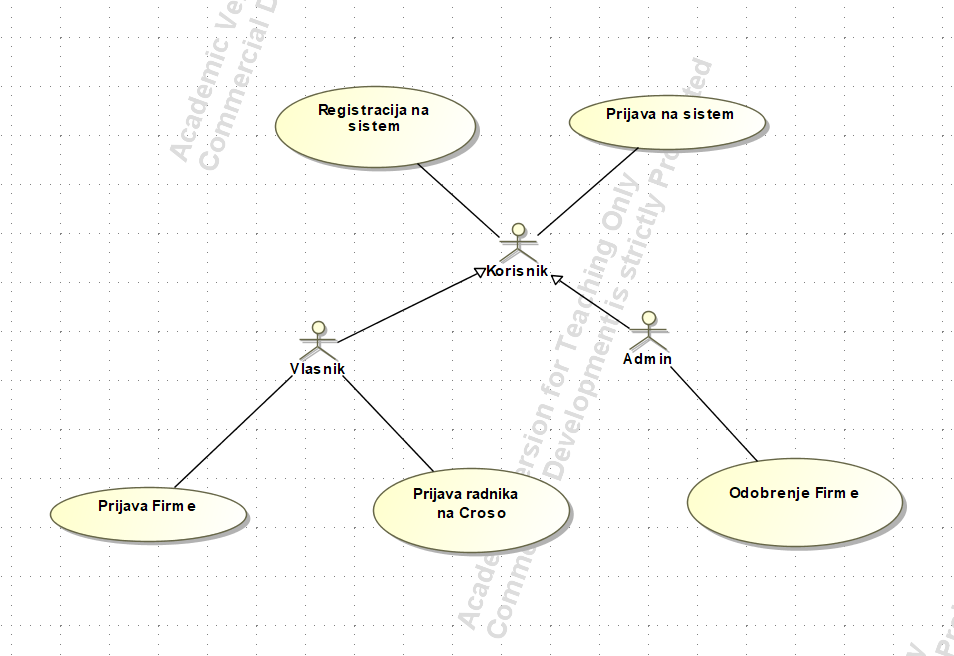 Registracija na
sistem
Prijava na sistem
Korisnik
Vlasnik
Admin
Prijava Firme
Prijava radnika
na Croso
Odobrenje Firme
Academic Ve
Commercial D
Academic Version for Teaching Only
Commercial Development is strictly Prohibited